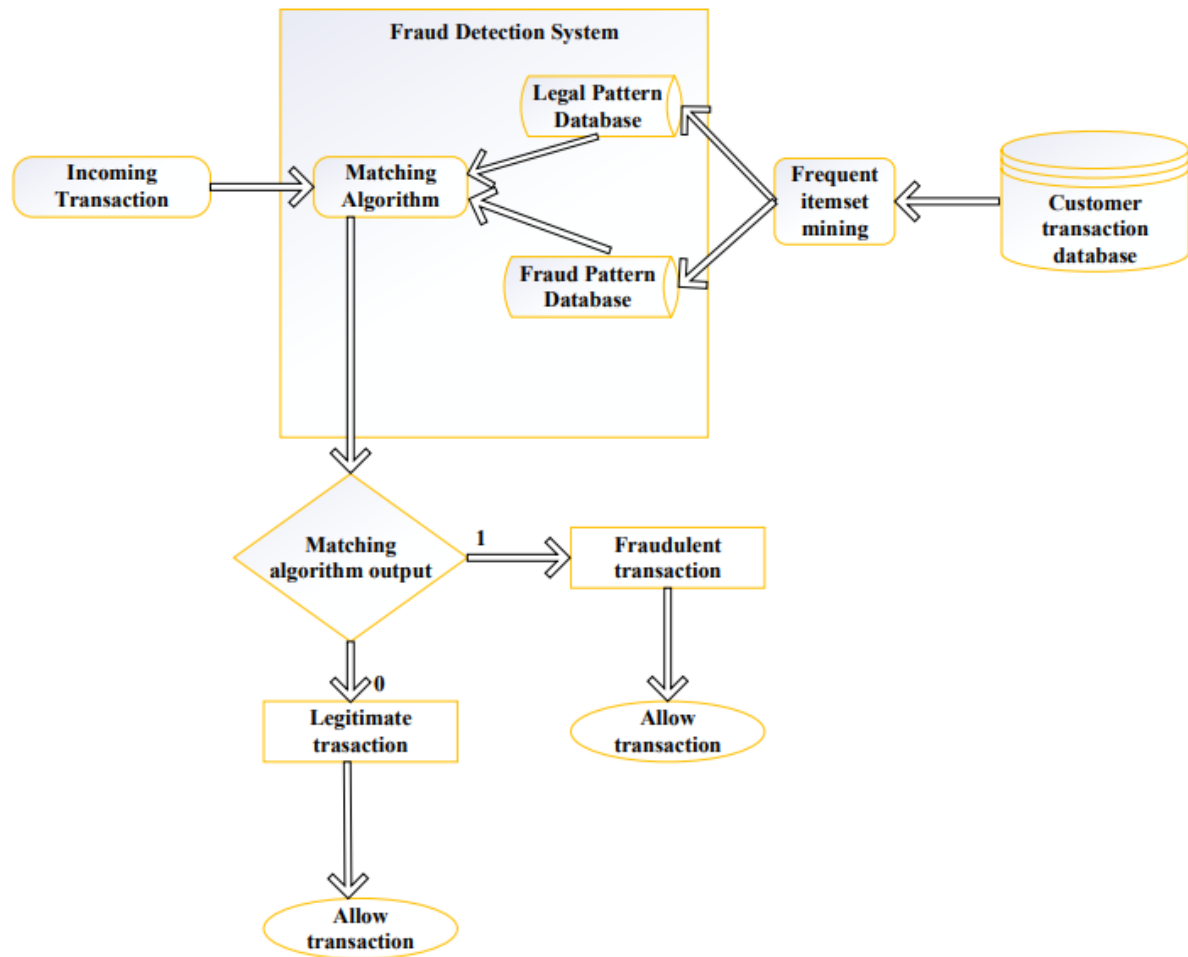 Fraud Detection System
Legal Pattern
Database
Incoming
Transaction
Matching
Algorithm
Frequent
itemset
mining
Customer
transaction
database
Fraud Pattern
Database
Matching
algorithm output
1
Fraudulent
transaction
0
Legitimate
trasaction
Allow
transaction
Allow
transaction